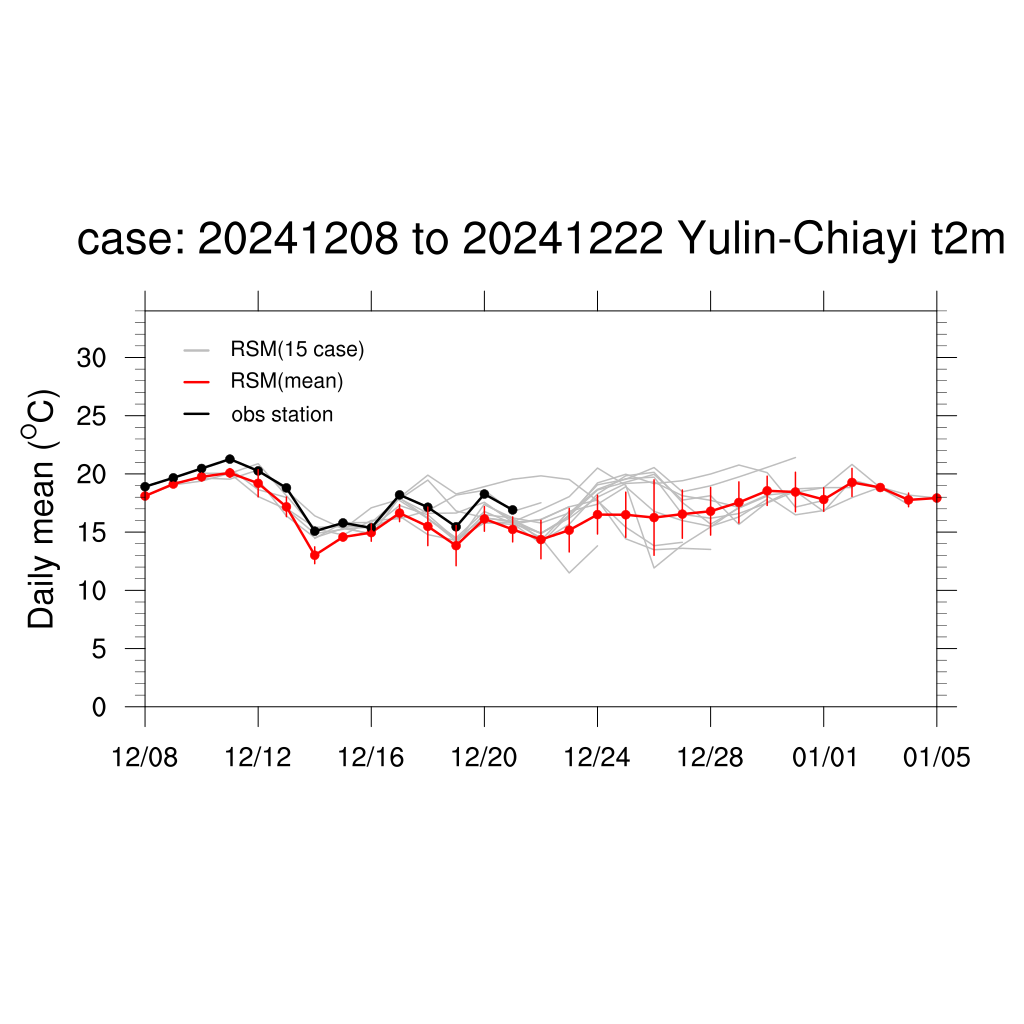 case: 20241208 to 20241222 Yulin-Chiayi t2m
RSM(15 case)
RSM(mean)
obs station
Daily mean (°C)
30
25
20
15
10
5
0
12/08 12/12 12/16 12/20 12/24 12/28 01/01 01/05